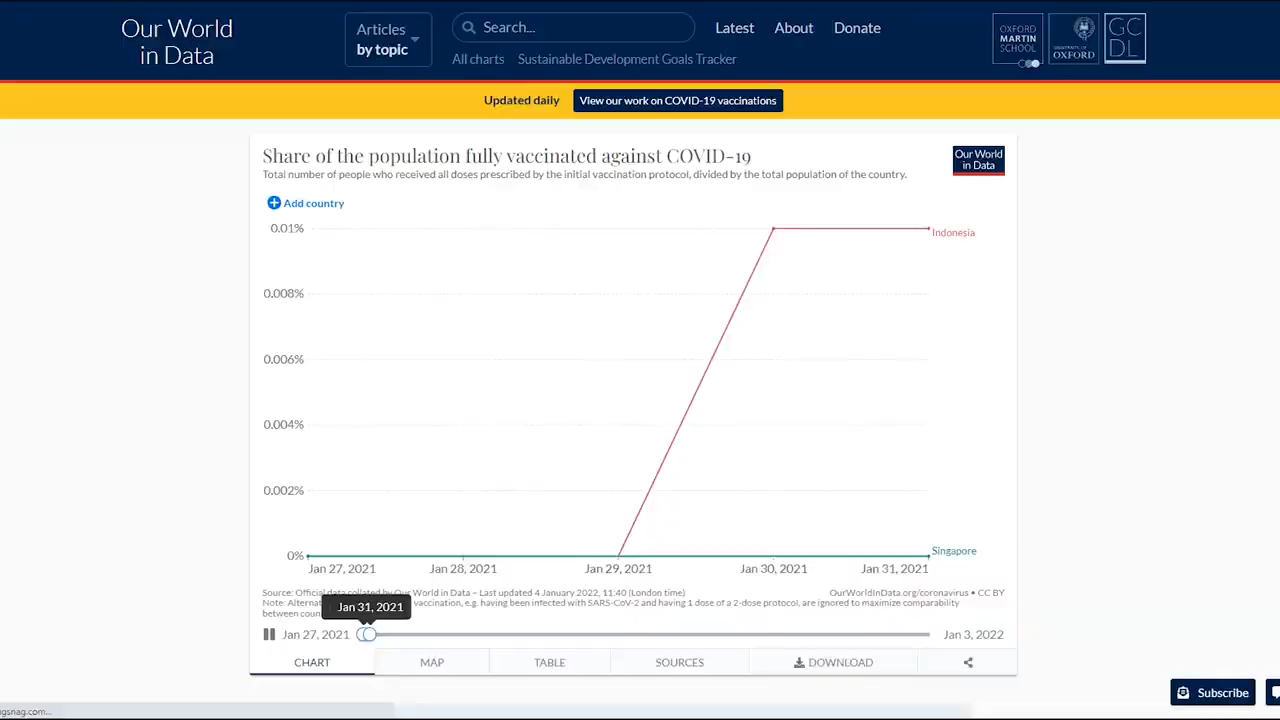 Our World
in Data
Articles
by topic
Search...
Latest
About
Donate
All charts
Sustainable Development Goals Tracker
OXFORD
MARTIN
SCHOOL
UNIVERSITY OF
OXFORD
GC
DL
Updated daily
View our work on COVID-19 vaccinations
Share of the population fully vaccinated against COVID-19
Total number of people who received all doses prescribed by the initial vaccination protocol, divided by the total population of the country.
Our World
in Data
Add country
0.01%
Indonesia
0.008%
0.006%
0.004%
0.002%
0%
Singapore
Jan 27, 2021
Jan 28, 2021
Jan 29, 2021
Jan 30, 2021
Jan 31, 2021
Source: Official data collated by Our World in Data – Last updated 4 January 2022, 11:40 (London time)
OurWorldInData.org/coronavirus • CC BY
Note: Alternat vaccination, e.g. having been infected with SARS-CoV-2 and having 1 dose of a 2-dose protocol, are ignored to maximize comparability
between coun
Jan 31, 2021
Jan 27, 2021
Jan 3, 2022
CHART
MAP
TABLE
SOURCES
DOWNLOAD
Subscribe
gsnag.com...